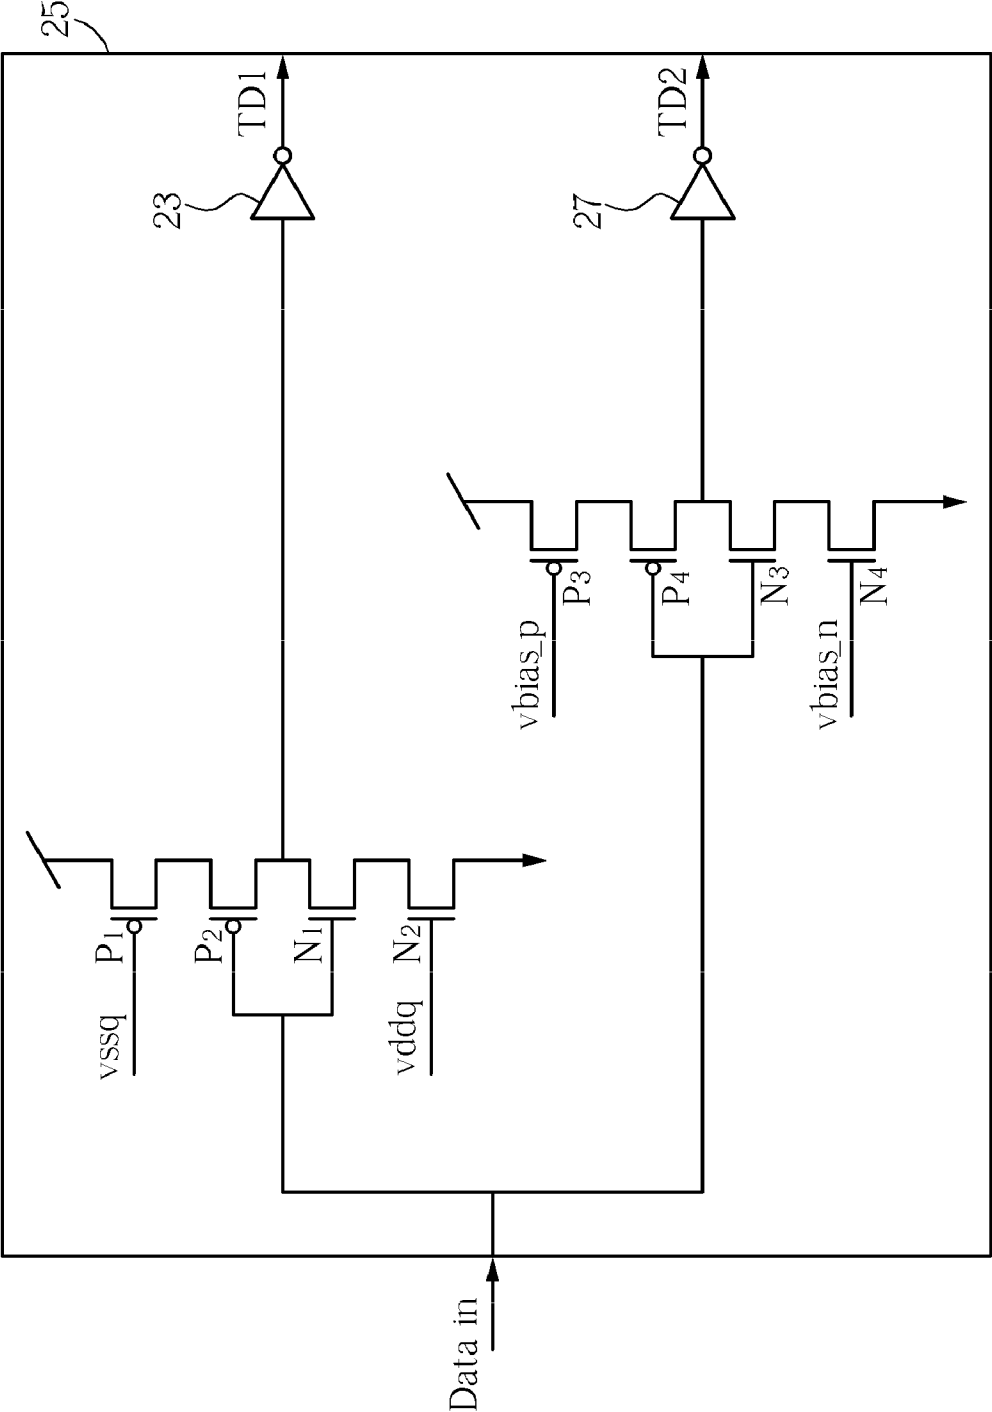 25
Data in
vssq
P1
P2
N1
vddq
N2
23
TD1
vbias_p
P3
P4
N3
vbias_n
N4
27
TD2